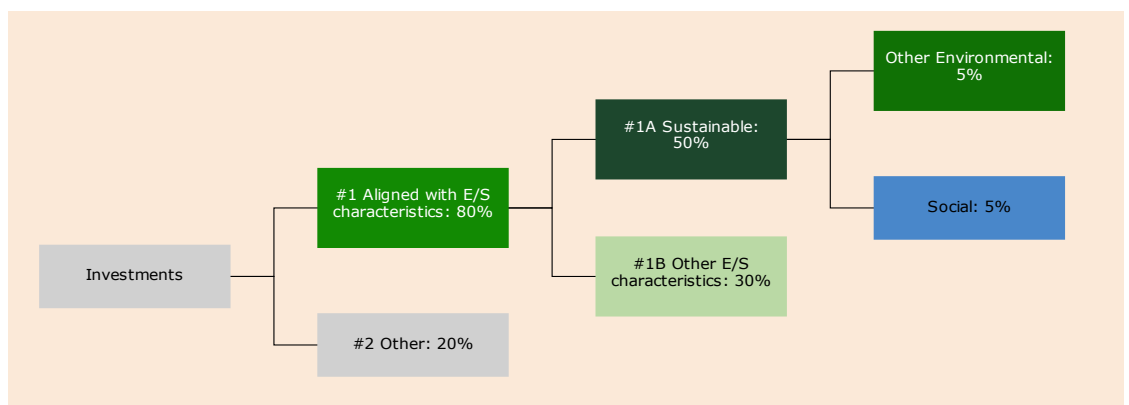 Other Environmental:
5%
#1A Sustainable:
50%
#1 Aligned with E/S
characteristics: 80%
Social: 5%
Investments
#1B Other E/S
characteristics: 30%
#2 Other: 20%